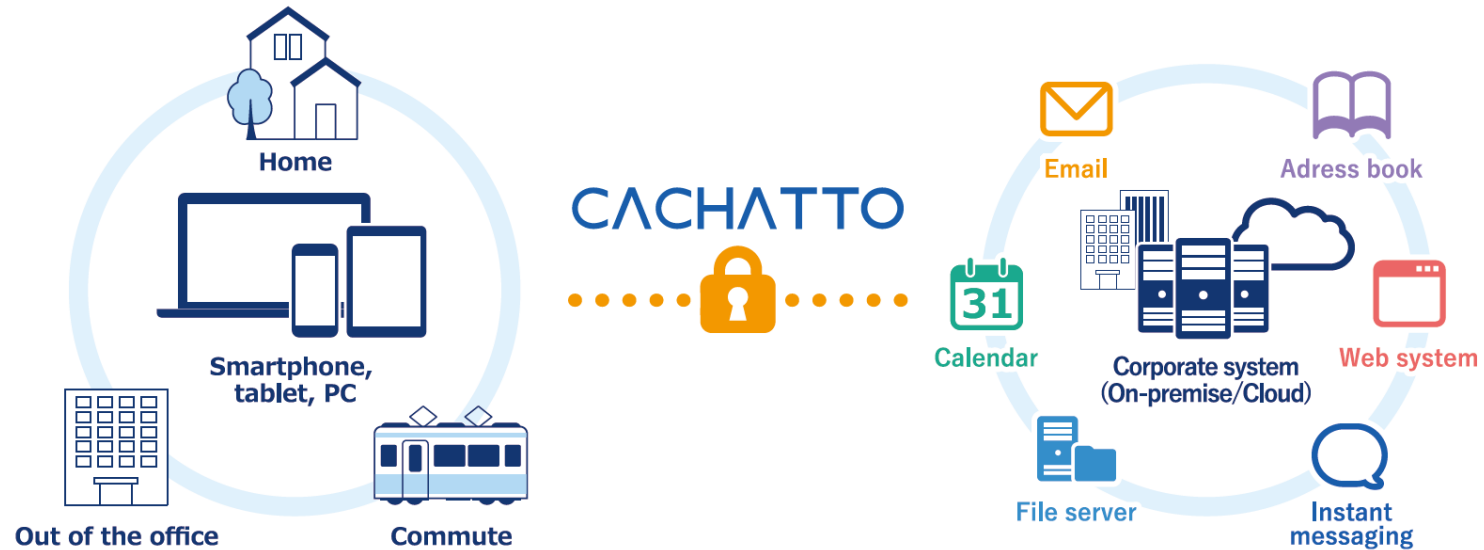 Home
Smartphone,
tablet, PC
Out of the office
Commute
CACHATTO
Email
Adress book
31
Calendar
Web system
Corporate system
(On-premise/Cloud)
File server
Instant
messaging